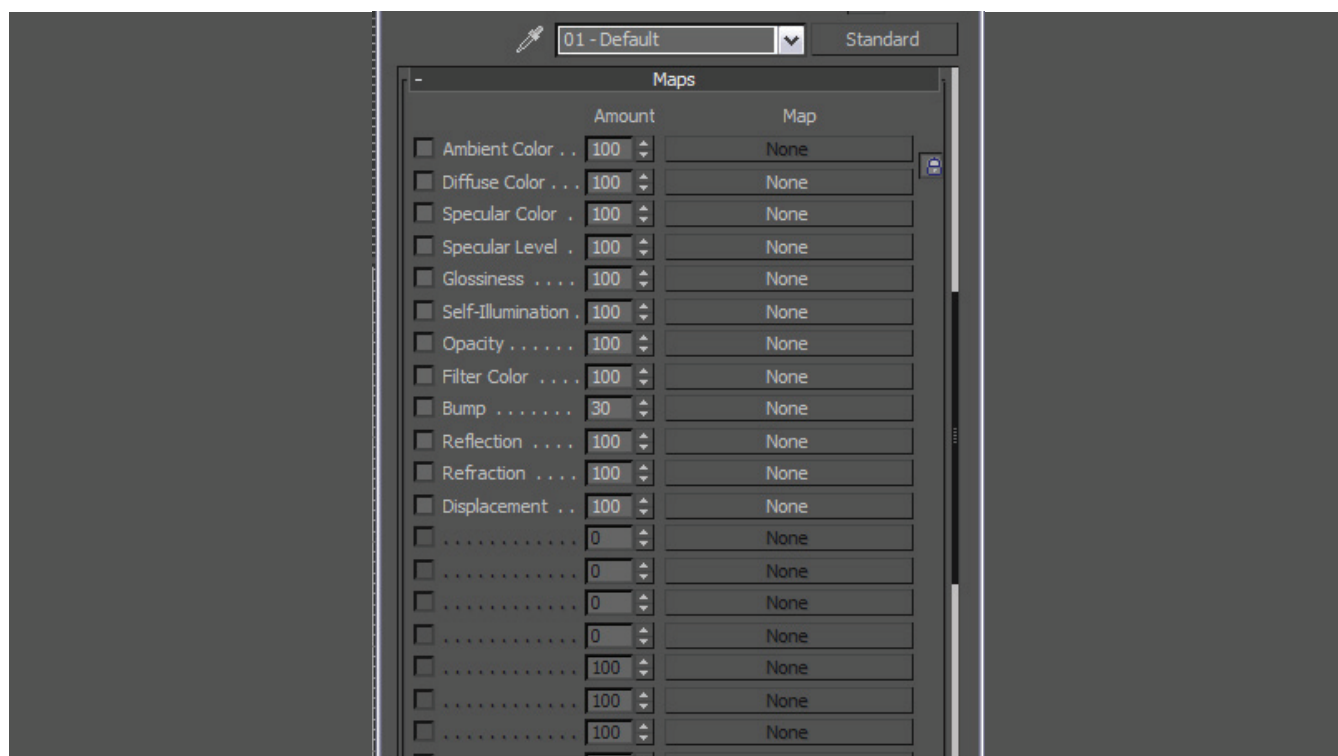 01 - Default Standard
- Maps
Amount Map
Ambient Color . . 100 None
Diffuse Color . . . 100 None
Specular Color . 100 None
Specular Level . 100 None
Glossiness . . . . 100 None
Self-Illumination . 100 None
Opacity . . . . . . 100 None
Filter Color . . . . 100 None
Bump . . . . . . . 30 None
Reflection . . . . 100 None
Refraction . . . . 100 None
Displacement . . 100 None
. . . . . . . . . . . . 0 None
. . . . . . . . . . . . 0 None
. . . . . . . . . . . . 0 None
. . . . . . . . . . . . 0 None
. . . . . . . . . . . . 100 None
. . . . . . . . . . . . 100 None
. . . . . . . . . . . . 100 None